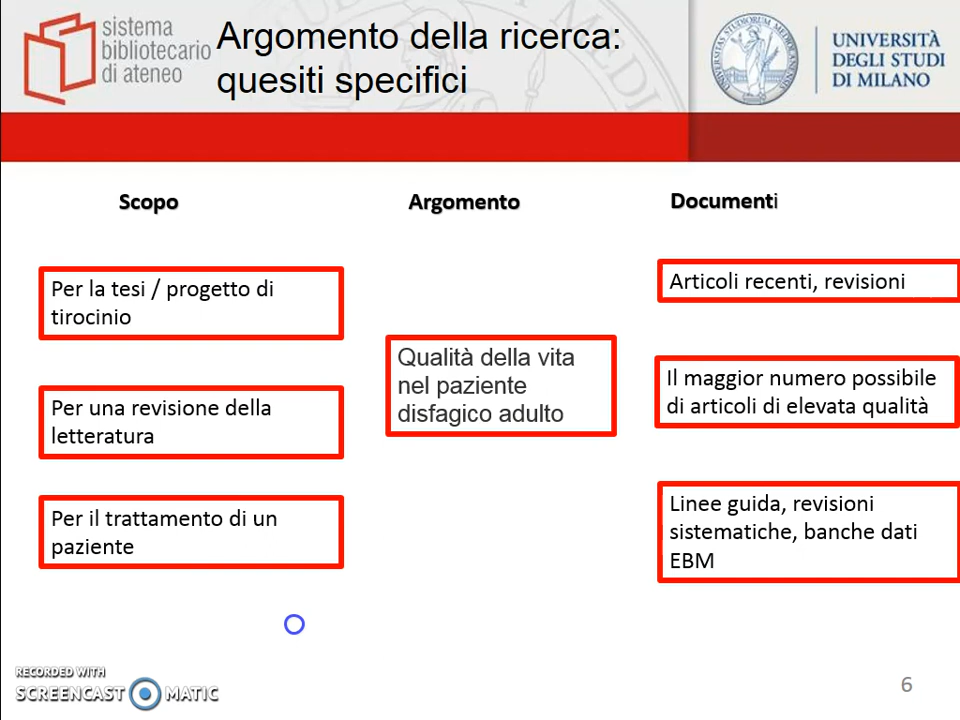 sistema
bibliotecario
di ateneo
Argomento della ricerca:
quesiti specifici
UNIVERSITÀ
DEGLI STUDI
DI MILANO
Scopo
Argomento
Documenti
Per la tesi / progetto di
tirocinio
Articoli recenti, revisioni
Qualità della vita
nel paziente
disfagico adulto
Per una revisione della
letteratura
Il maggior numero possibile
di articoli di elevata qualità
Per il trattamento di un
paziente
Linee guida, revisioni
sistematiche, banche dati
EBM
RECORDED WITH
SCREENCAST MATIC
6